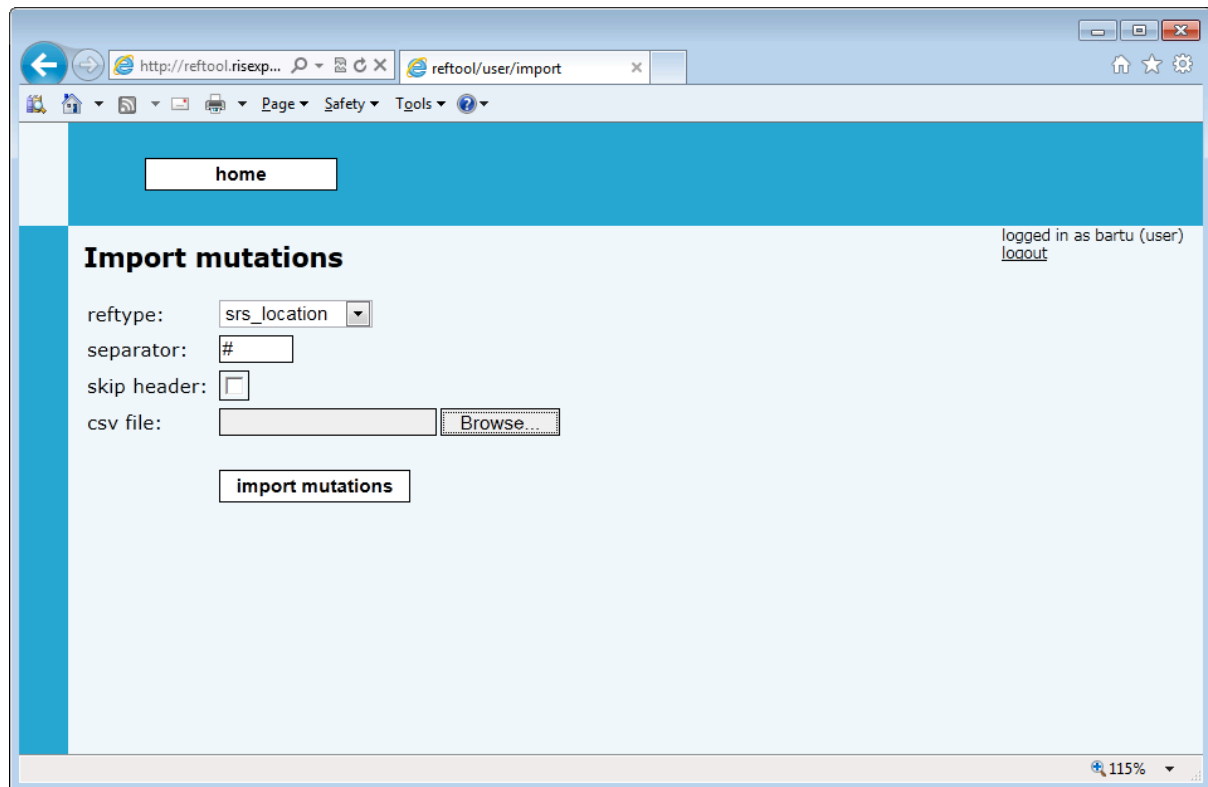 http://reftool.risexp...
reftool/user/import
Page Safety Tools
home
logged in as bartu (user)
logout
Import mutations
reftype: srs_location
separator: #
skip header:
csv file: Browse...
import mutations
115%